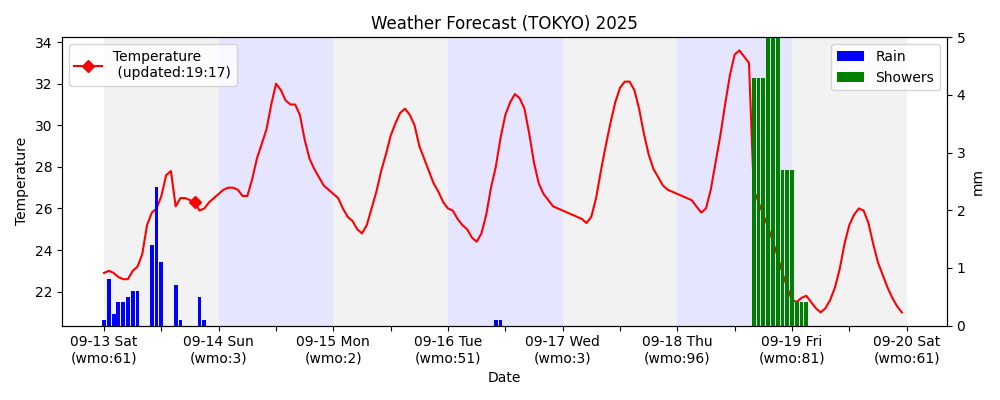 Weather Forecast (TOKYO) 2025
Temperature
(updated:19:17)
Rain
Showers
34
32
30
28
26
24
22
Temperature
5
4
3
2
1
0
mm
09-13 Sat
(wmo:61)
09-14 Sun
(wmo:3)
09-15 Mon
(wmo:2)
09-16 Tue
(wmo:51)
09-17 Wed
(wmo:3)
09-18 Thu
(wmo:96)
09-19 Fri
(wmo:81)
09-20 Sat
(wmo:61)
Date